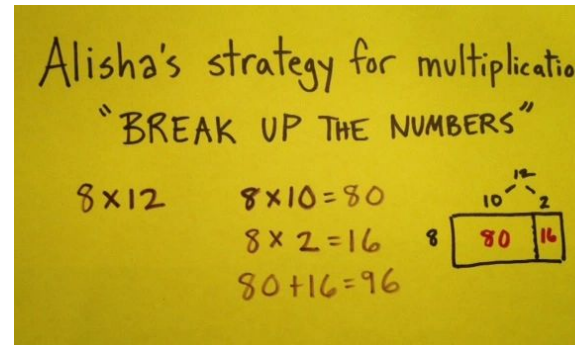 Alisha's strategy for multiplicatio
"BREAK UP THE NUMBERS"
8×12
8×10=80
8×2=16
80+16=96
12
10 2
8 80 16